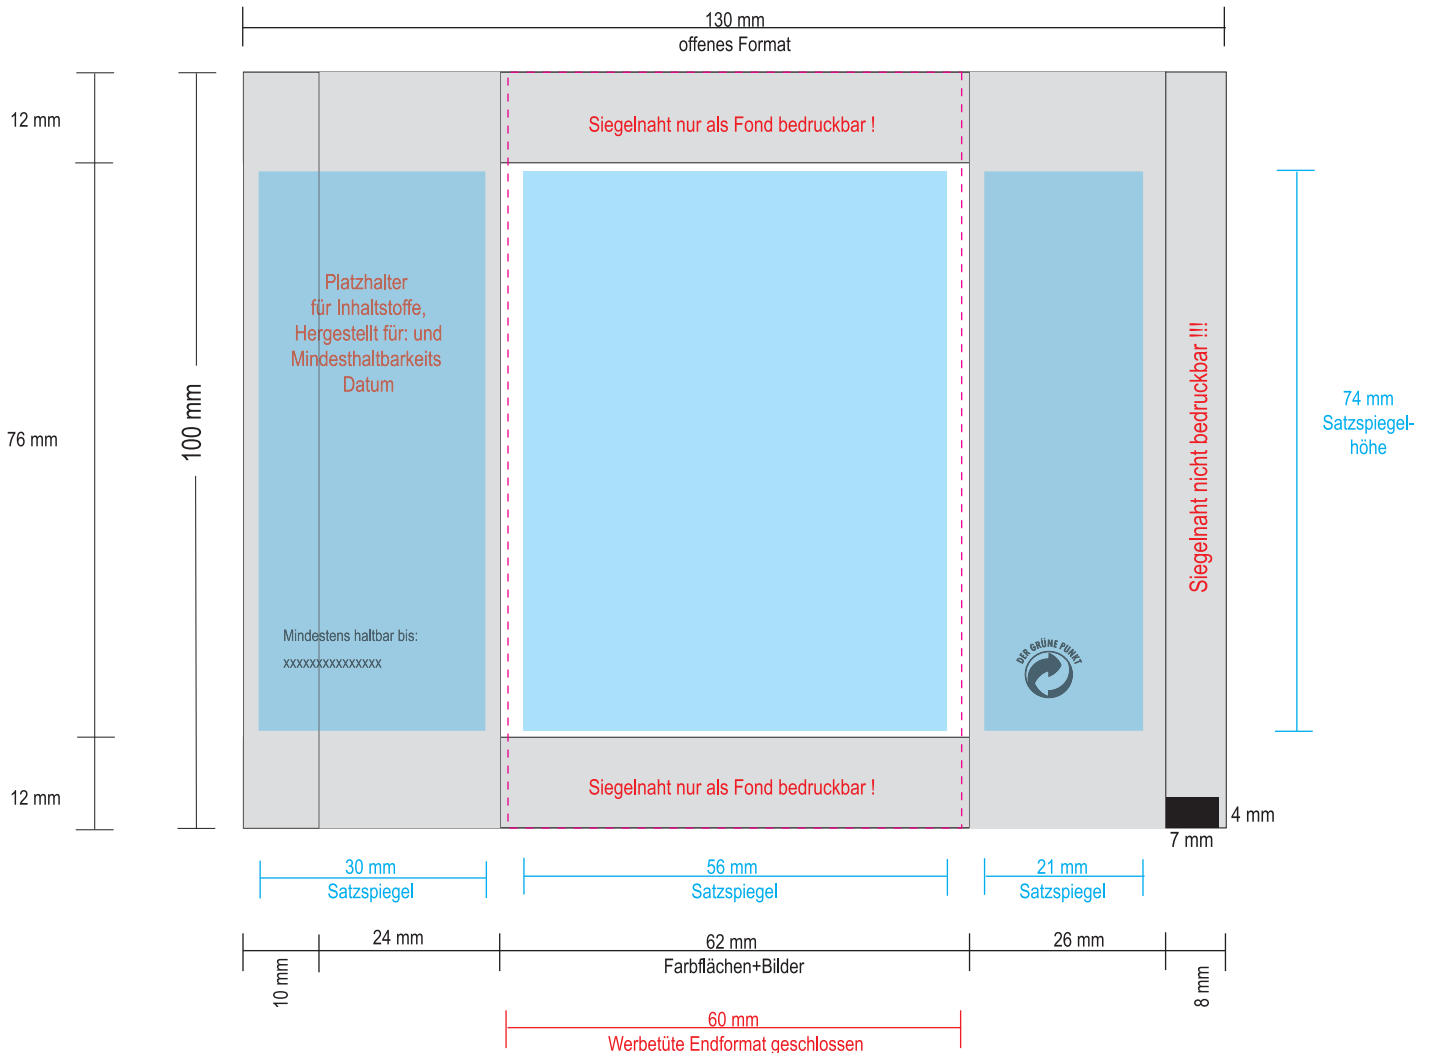 130 mm
offenes Format
12 mm
Siegelnaht nur als Fond bedruckbar !
Platzhalter
für Inhaltstoffe,
Hergestellt für: und
Mindesthaltbarkeits
Datum
76 mm
100 mm
Siegelnaht nicht bedruckbar !!!
74 mm
Satzspiegel-
höhe
Mindestens haltbar bis:
xxxxxxxxxxxxxxx
DER GRÜNE PUNKT
12 mm
Siegelnaht nur als Fond bedruckbar !
4 mm
7 mm
30 mm
Satzspiegel
56 mm
Satzspiegel
21 mm
Satzspiegel
10 mm
24 mm
62 mm
Farbflächen+Bilder
26 mm
8 mm
60 mm
Werbetüte Endformat geschlossen